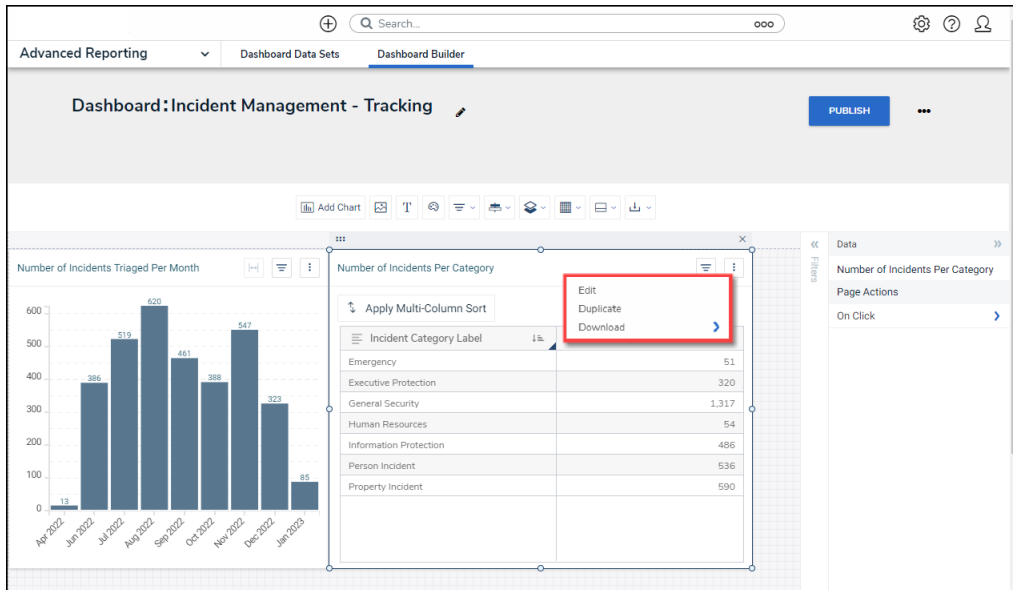 Search...
Advanced Reporting
Dashboard Data Sets
Dashboard Builder
Dashboard:Incident Management - Tracking
PUBLISH
Add Chart
T
Number of Incidents Triaged Per Month
600
500
400
300
200
100
0
13
386
519
620
461
388
547
323
85
Apr 2022
Jun 2022
Jul 2022
Aug 2022
Sep 2022
Oct 2022
Nov 2022
Dec 2022
Jan 2023
Number of Incidents Per Category
Edit
Duplicate
Download
Apply Multi-Column Sort
Incident Category Label
Emergency 51
Executive Protection 320
General Security 1,317
Human Resources 54
Information Protection 486
Person Incident 536
Property Incident 590
Filters
Data
Number of Incidents Per Category
Page Actions
On Click